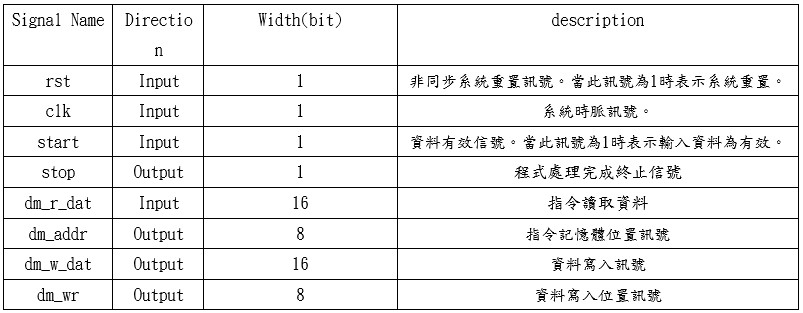 Signal Name Direction Width(bit) description
rst Input 1 非同步系統重置訊號。當此訊號為1時表示系統重置。
clk Input 1 系統時脈訊號。
start Input 1 資料有效信號。當此訊號為1時表示輸入資料為有效。
stop Output 1 程式處理完成終止信號
dm_r_dat Input 16 指令讀取資料
dm_addr Output 8 指令記憶體位置訊號
dm_w_dat Output 16 資料寫入訊號
dm_wr Output 8 資料寫入位置訊號